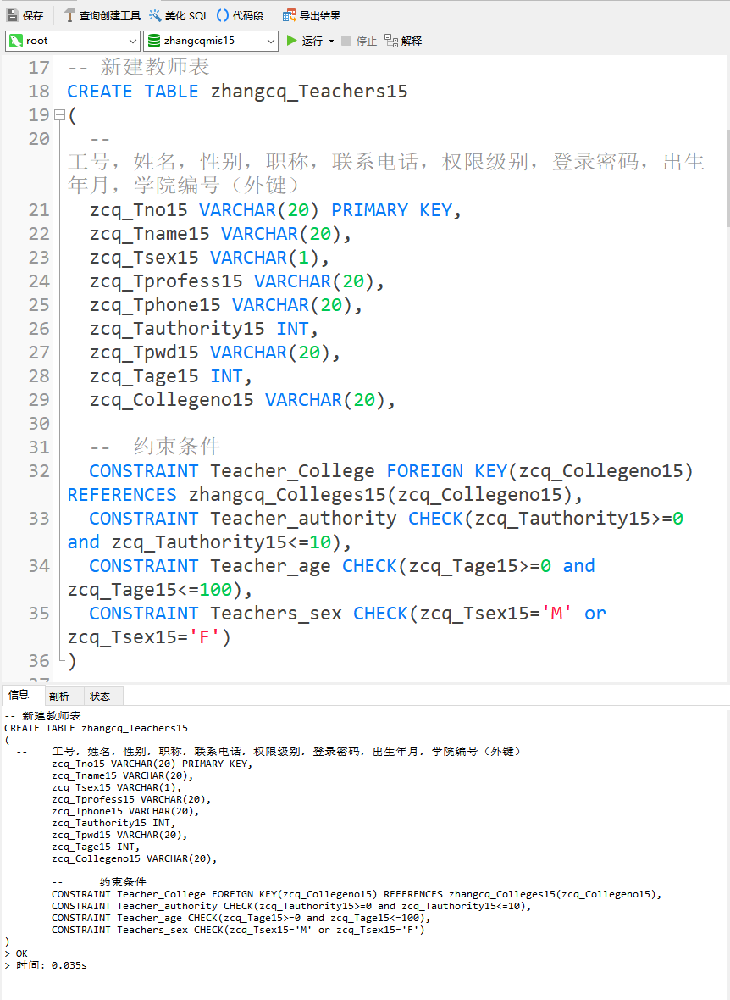 保存 查询创建工具 美化 SQL () 代码段 导出结果
root zhangcqmis15 运行 停止 解释
17 -- 新建教师表
18 CREATE TABLE zhangcq_Teachers15
19 (
20 --
工号，姓名，性别，职称，联系电话，权限级别，登录密码，出生
年月，学院编号（外键）
21 zcq_Tno15 VARCHAR(20) PRIMARY KEY,
22 zcq_Tname15 VARCHAR(20),
23 zcq_Tsex15 VARCHAR(1),
24 zcq_Tprofess15 VARCHAR(20),
25 zcq_Tphone15 VARCHAR(20),
26 zcq_Tauthority15 INT,
27 zcq_Tpwd15 VARCHAR(20),
28 zcq_Tage15 INT,
29 zcq_Collegeno15 VARCHAR(20),
30
31 -- 约束条件
32 CONSTRAINT Teacher_College FOREIGN KEY(zcq_Collegeno15)
REFERENCES zhangcq_Colleges15(zcq_Collegeno15),
33 CONSTRAINT Teacher_authority CHECK(zcq_Tauthority15>=0
and zcq_Tauthority15<=10),
34 CONSTRAINT Teacher_age CHECK(zcq_Tage15>=0 and
zcq_Tage15<=100),
35 CONSTRAINT Teachers_sex CHECK(zcq_Tsex15='M' or
zcq_Tsex15='F')
36 )
信息 剖析 状态
-- 新建教师表
CREATE TABLE zhangcq_Teachers15
(
-- 工号，姓名，性别，职称，联系电话，权限级别，登录密码，出生年月，学院编号（外键）
zcq_Tno15 VARCHAR(20) PRIMARY KEY,
zcq_Tname15 VARCHAR(20),
zcq_Tsex15 VARCHAR(1),
zcq_Tprofess15 VARCHAR(20),
zcq_Tphone15 VARCHAR(20),
zcq_Tauthority15 INT,
zcq_Tpwd15 VARCHAR(20),
zcq_Tage15 INT,
zcq_Collegeno15 VARCHAR(20),
-- 约束条件
CONSTRAINT Teacher_College FOREIGN KEY(zcq_Collegeno15) REFERENCES zhangcq_Colleges15(zcq_Collegeno15),
CONSTRAINT Teacher_authority CHECK(zcq_Tauthority15>=0 and zcq_Tauthority15<=10),
CONSTRAINT Teacher_age CHECK(zcq_Tage15>=0 and zcq_Tage15<=100),
CONSTRAINT Teachers_sex CHECK(zcq_Tsex15='M' or zcq_Tsex15='F')
)
> OK
> 时间: 0.035s